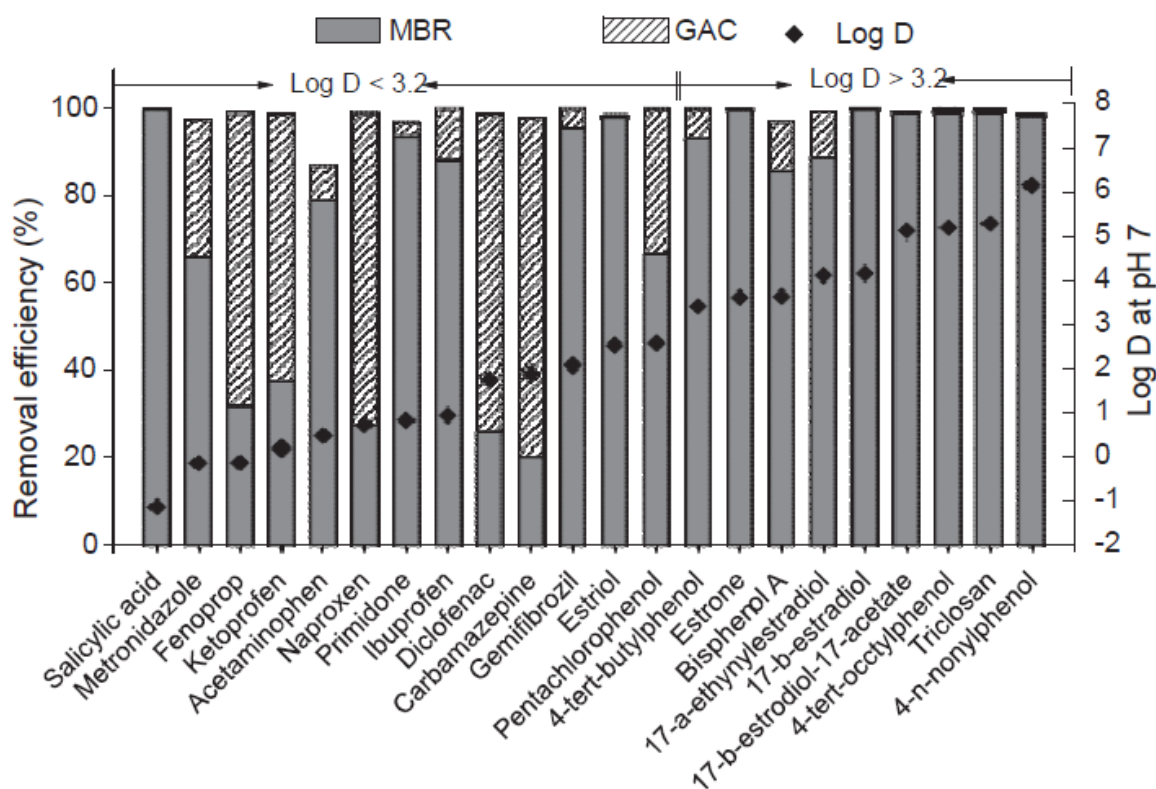 MBR GAC Log D
Log D < 3.2 Log D > 3.2
Removal efficiency (%)
100
80
60
40
20
0
8
7
6
5
4
3
2
1
0
-1
-2
Log D at pH 7
Salicylic acid
Metronidazole
Fenoprop
Ketoprofen
Acetaminophen
Naproxen
Primidone
Ibuprofen
Diclofenac
Carbamazepine
Gemifibrozil
Estriol
Pentachlorophenol
4-tert-butylphenol
Estrone
Bisphenol A
17-a-ethynylestradiol
17-b-estradiol
17-b-estrodiol-17-acetate
4-tert-occtylphenol
Triclosan
4-n-nonylphenol